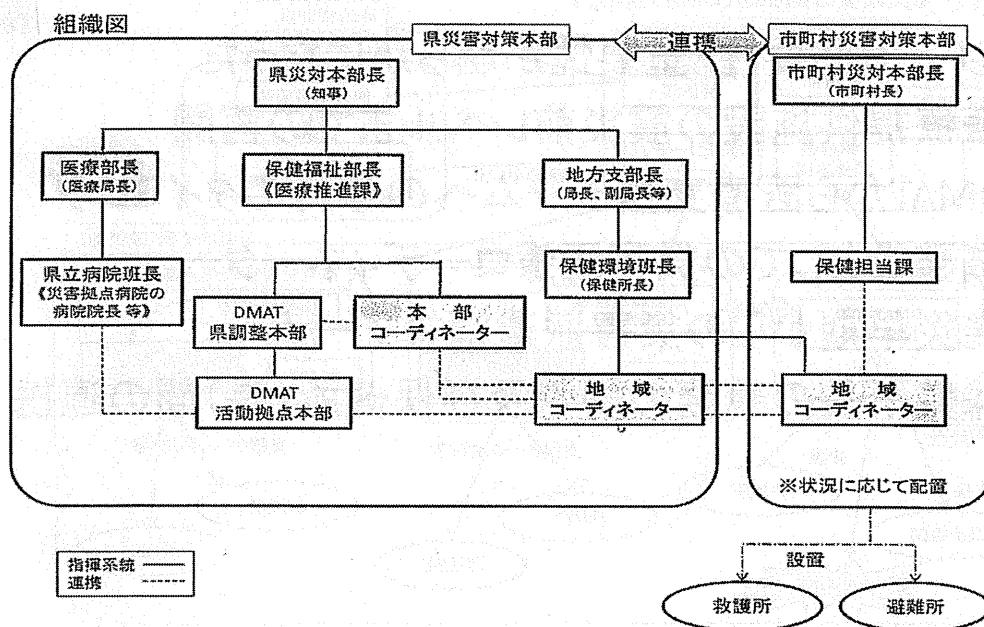 組織図
県災害対策本部
連携
市町村災害対策本部
県災対本部長
(知事)
市町村災対本部長
(市町村長)
医療部長
(医療局長)
保健福祉部長
《医療推進課》
地方支部長
(局長、副局長等)
県立病院班長
《災害拠点病院の
病院院長等》
保健環境班長
(保健所長)
保健担当課
DMAT
県調整本部
本 部
コーディネーター
DMAT
活動拠点本部
地 域
コーディネーター
地 域
コーディネーター
※状況に応じて配置
指揮系統
連携
設置
救護所
避難所